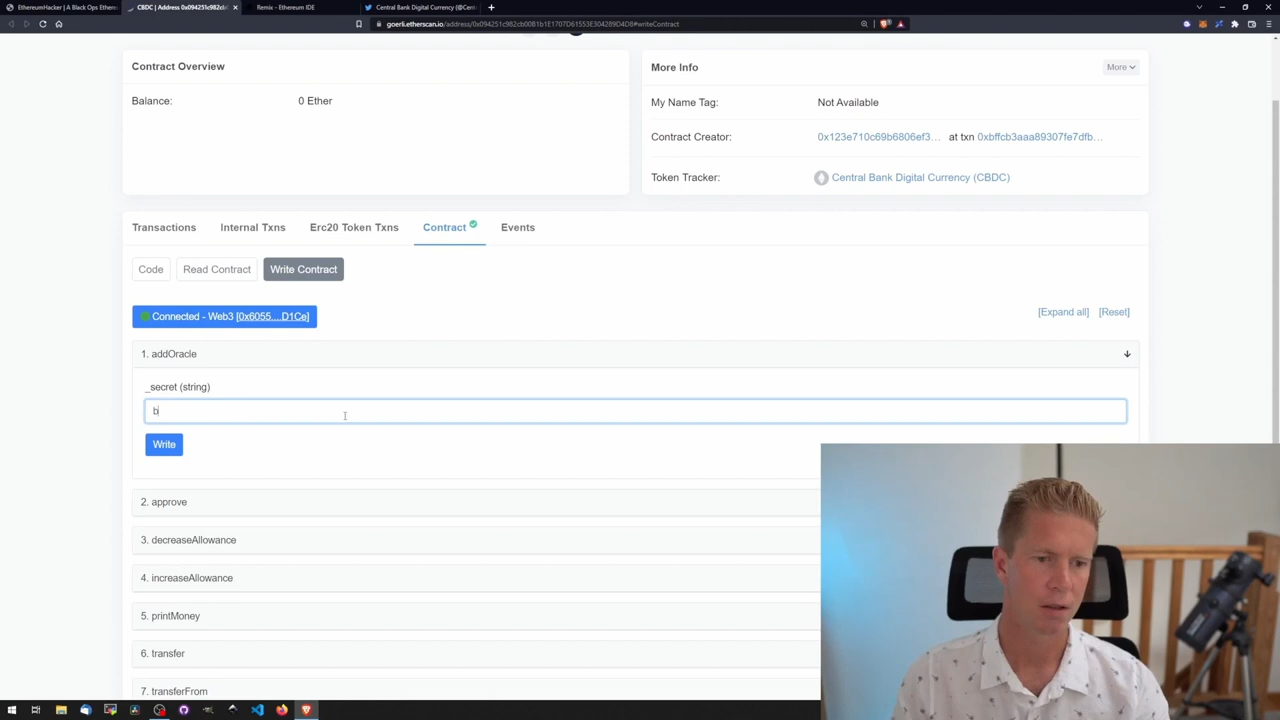 EthereumHacker | A Black Ops Ethere
CBDC | Address 0x094251c982cb0
Remix - Ethereum IDE
Central Bank Digital Currency (@Cent
goerli.etherscan.io/address/0x094251c982cb0081b1E1707D61553E304289D4D8#writeContract
Contract Overview
More Info
More
Balance:
0 Ether
My Name Tag:
Not Available
Contract Creator:
0x123e710c69b6806ef3... at txn 0xbffcb3aaa89307fe7dfb...
Token Tracker:
Central Bank Digital Currency (CBDC)
Transactions
Internal Txns
Erc20 Token Txns
Contract
Events
Code
Read Contract
Write Contract
Connected - Web3 [0x6055....D1Ce]
[Expand all]
[Reset]
1. addOracle
_secret (string)
b
Write
2. approve
3. decreaseAllowance
4. increaseAllowance
5. printMoney
6. transfer
7. transferFrom